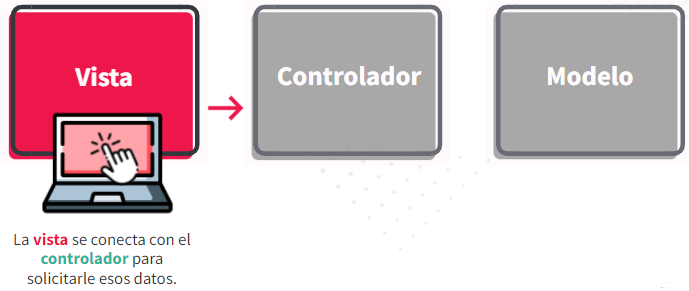 Vista
Controlador
Modelo
La vista se conecta con el
controlador para
solicitarle esos datos.